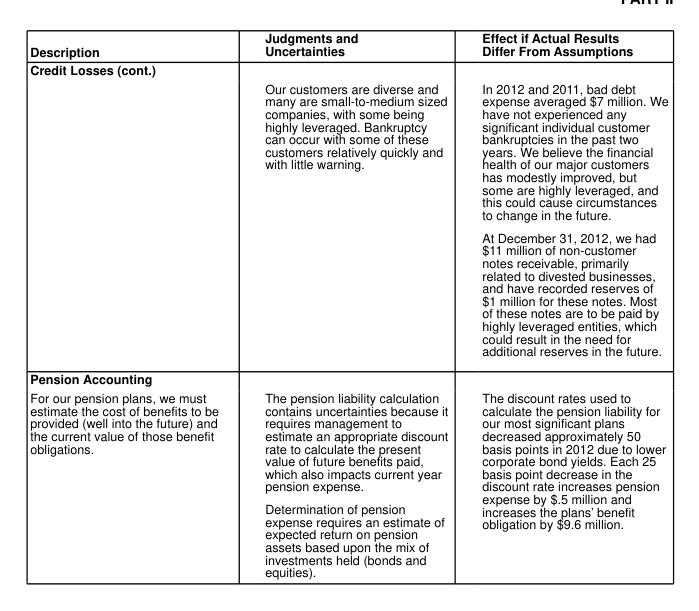 Description
Judgments and
Uncertainties
Effect if Actual Results
Differ From Assumptions
Credit Losses (cont.)
Our customers are diverse and
many are small-to-medium sized
companies, with some being
highly leveraged. Bankruptcy
can occur with some of these
customers relatively quickly and
with little warning.
In 2012 and 2011, bad debt
expense averaged $7 million. We
have not experienced any
significant individual customer
bankruptcies in the past two
years. We believe the financial
health of our major customers
has modestly improved, but
some are highly leveraged, and
this could cause circumstances
to change in the future.
At December 31, 2012, we had
$11 million of non-customer
notes receivable, primarily
related to divested businesses,
and have recorded reserves of
$1 million for these notes. Most
of these notes are to be paid by
highly leveraged entities, which
could result in the need for
additional reserves in the future.
Pension Accounting
For our pension plans, we must
estimate the cost of benefits to be
provided (well into the future) and
the current value of those benefit
obligations.
The pension liability calculation
contains uncertainties because it
requires management to
estimate an appropriate discount
rate to calculate the present
value of future benefits paid,
which also impacts current year
pension expense.
Determination of pension
expense requires an estimate of
expected return on pension
assets based upon the mix of
investments held (bonds and
equities).
The discount rates used to
calculate the pension liability for
our most significant plans
decreased approximately 50
basis points in 2012 due to lower
corporate bond yields. Each 25
basis point decrease in the
discount rate increases pension
expense by $.5 million and
increases the plans' benefit
obligation by $9.6 million.